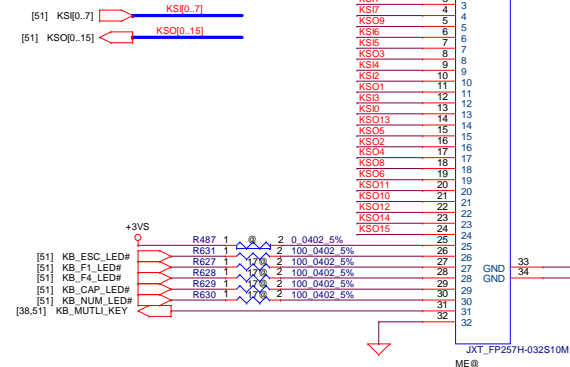 [51] KSI[0..7] KSI[0..7]
[51] KSO[0..15] KSO[0..15]
3
KSI7 4 4
KSO9 5 5
KSI6 6 6
KSI5 7 7
KSO3 8 8
KSI4 9 9
KSI2 10 10
KSO1 11 11
KSI3 12 12
KSI0 13 13
KSO13 14 14
KSO5 15 15
KSO2 16 16
KSO4 17 17
KSO8 18 18
KSO6 19 19
KSO11 20 20
KSO10 21 21
KSO12 22 22
KSO14 23 23
KSO15 24 24
+3VS R487 1 @ 2 0_0402_5% 25 25
[51] KB_ESC_LED# R631 1 2 100_0402_5% 26 26
[51] KB_F1_LED# R627 1 17@ 2 100_0402_5% 27 27 GND 33
[51] KB_F4_LED# R628 1 17@ 2 100_0402_5% 28 28 GND 34
[51] KB_CAP_LED# R629 1 17@ 2 100_0402_5% 29 29
[51] KB_NUM_LED# R630 1 17@ 2 100_0402_5% 30 30
[38,51] KB_MUTLI_KEY 31 31
32 32
JXT_FP257H-032S10M
ME@